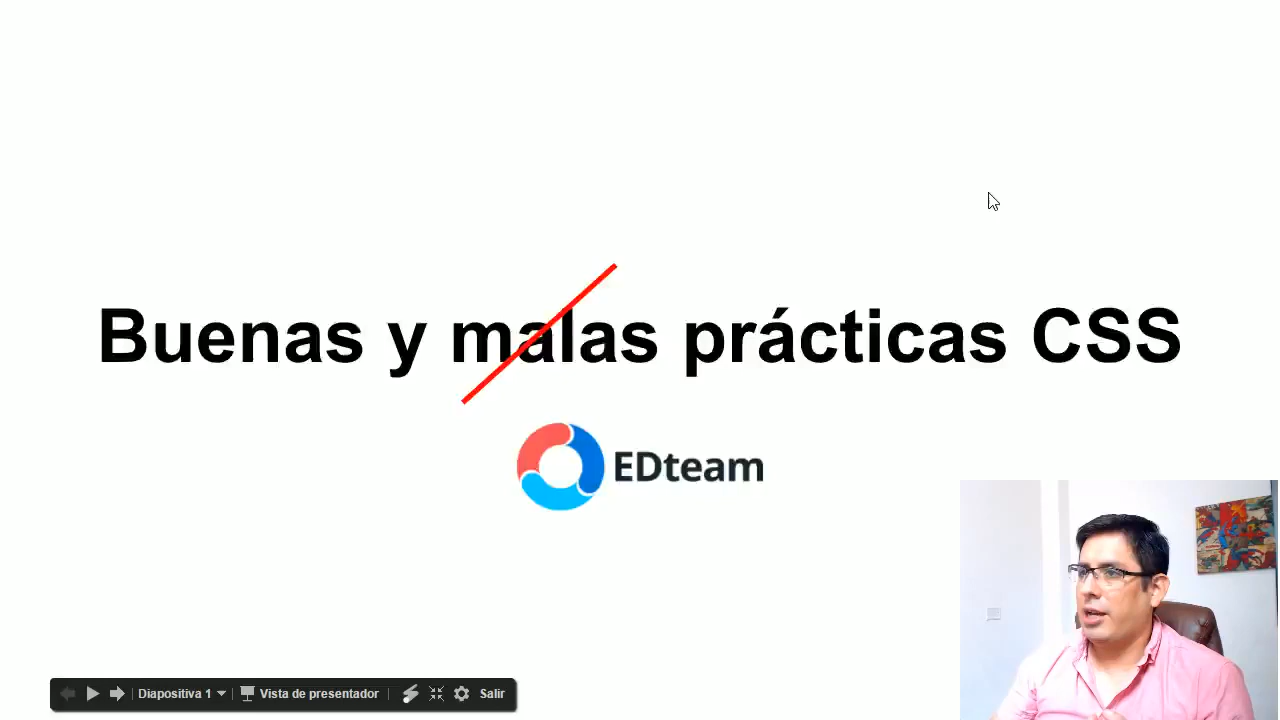 Buenas y malas prácticas CSS
EDteam
Diapositiva 1
Vista de presentador
Salir